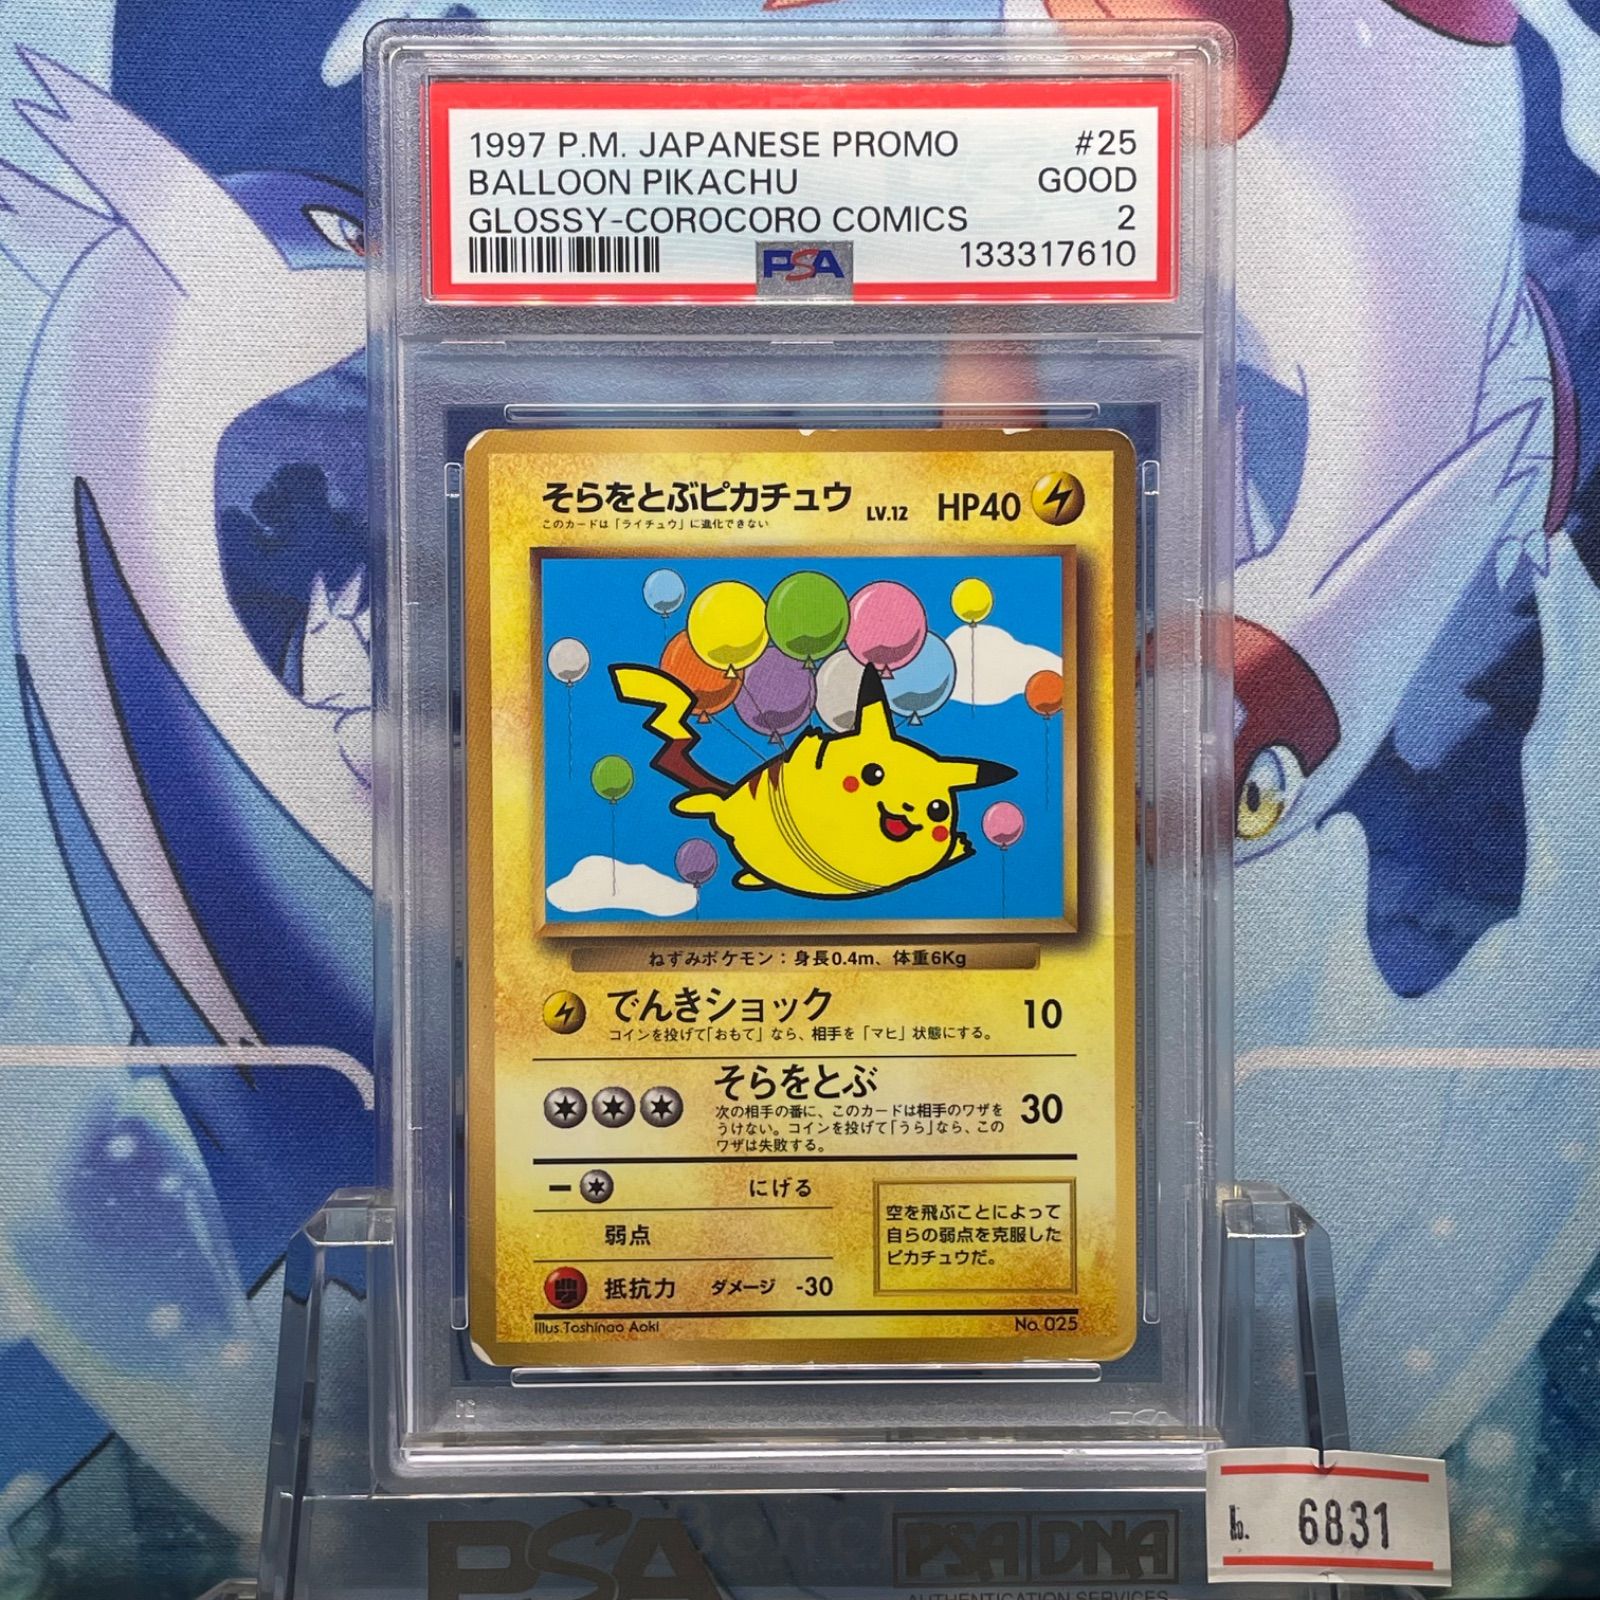 1997 P.M. JAPANESE PROMO #25
BALLOON PIKACHU GOOD
GLOSSY-COROCORO COMICS 2
PSA 133317610
そらをとぶピカチュウ LV.12 HP40
このカードは「ライチュウ」に進化できない
ねずみポケモン：身長0.4m、体重6Kg
でんきショック 10
コインを投げて「おもて」なら、相手を「マヒ」状態にする。
そらをとぶ 30
次の相手の番に、このカードは相手のワザを
うけない。コインを投げて「うら」なら、この
ワザは失敗する。
− にげる
弱点
抵抗力 ダメージ -30
空を飛ぶことによって
自らの弱点を克服した
ピカチュウだ。
Illus.Toshinao Aoki No. 025
PSA
PSA DNA
AUTHENTICATION SERVICES
No. 6831